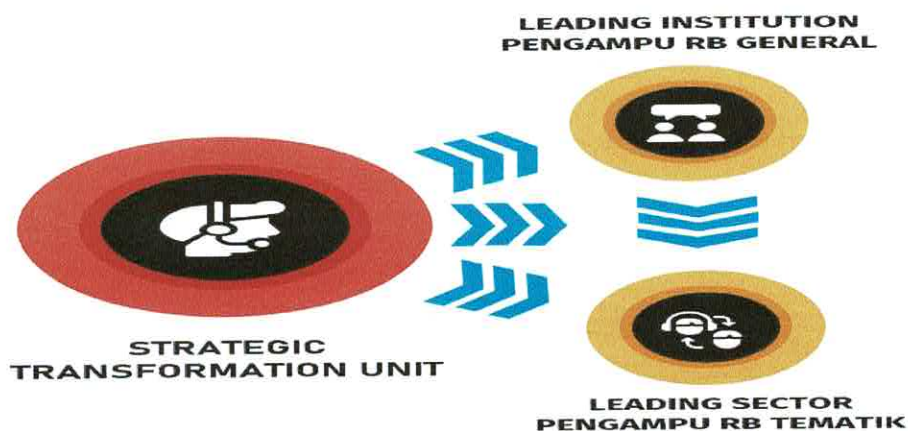 LEADING INSTITUTION
PENGAMPU RB GENERAL
STRATEGIC
TRANSFORMATION UNIT
LEADING SECTOR
PENGAMPU RB TEMATIK